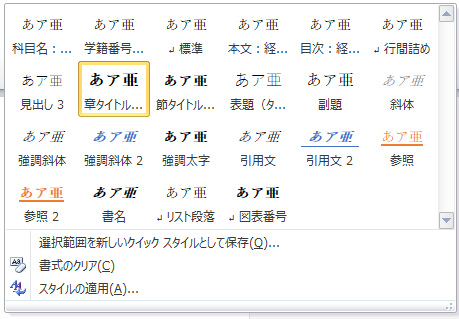 あア亜 あア亜 あア亜 あア亜 あア亜 あア亜
科目名：... 学籍番号... ↲ 標準 本文：経... 目次：経... ↲ 行間詰め
あア亜 あア亜 あア亜 あア亜 あア亜 あア亜
見出し 3 章タイトル... 節タイトル... 表題（タ... 副題 斜体
あア亜 あア亜 あア亜 あア亜 あア亜 あア亜
強調斜体 強調斜体 2 強調太字 引用文 引用文 2 参照
あア亜 あア亜 あア亜 あア亜
参照 2 書名 ↲ リスト段落 ↲ 図表番号
選択範囲を新しいクイック スタイルとして保存(Q)...
書式のクリア(C)
スタイルの適用(A)...